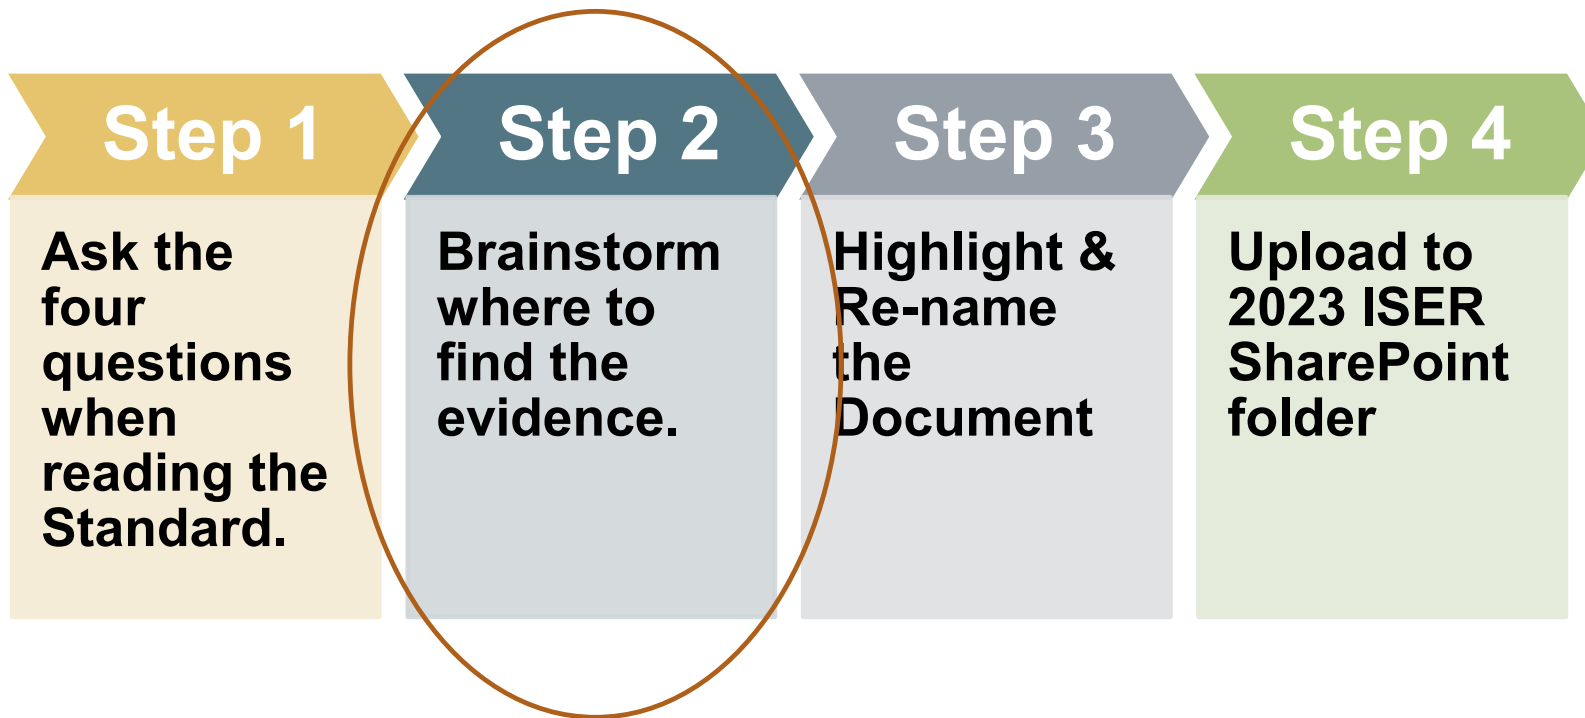 Step 1
Ask the
four
questions
when
reading the
Standard.
Step 2
Brainstorm
where to
find the
evidence.
Step 3
Highlight &
Re-name
the
Document
Step 4
Upload to
2023 ISER
SharePoint
folder